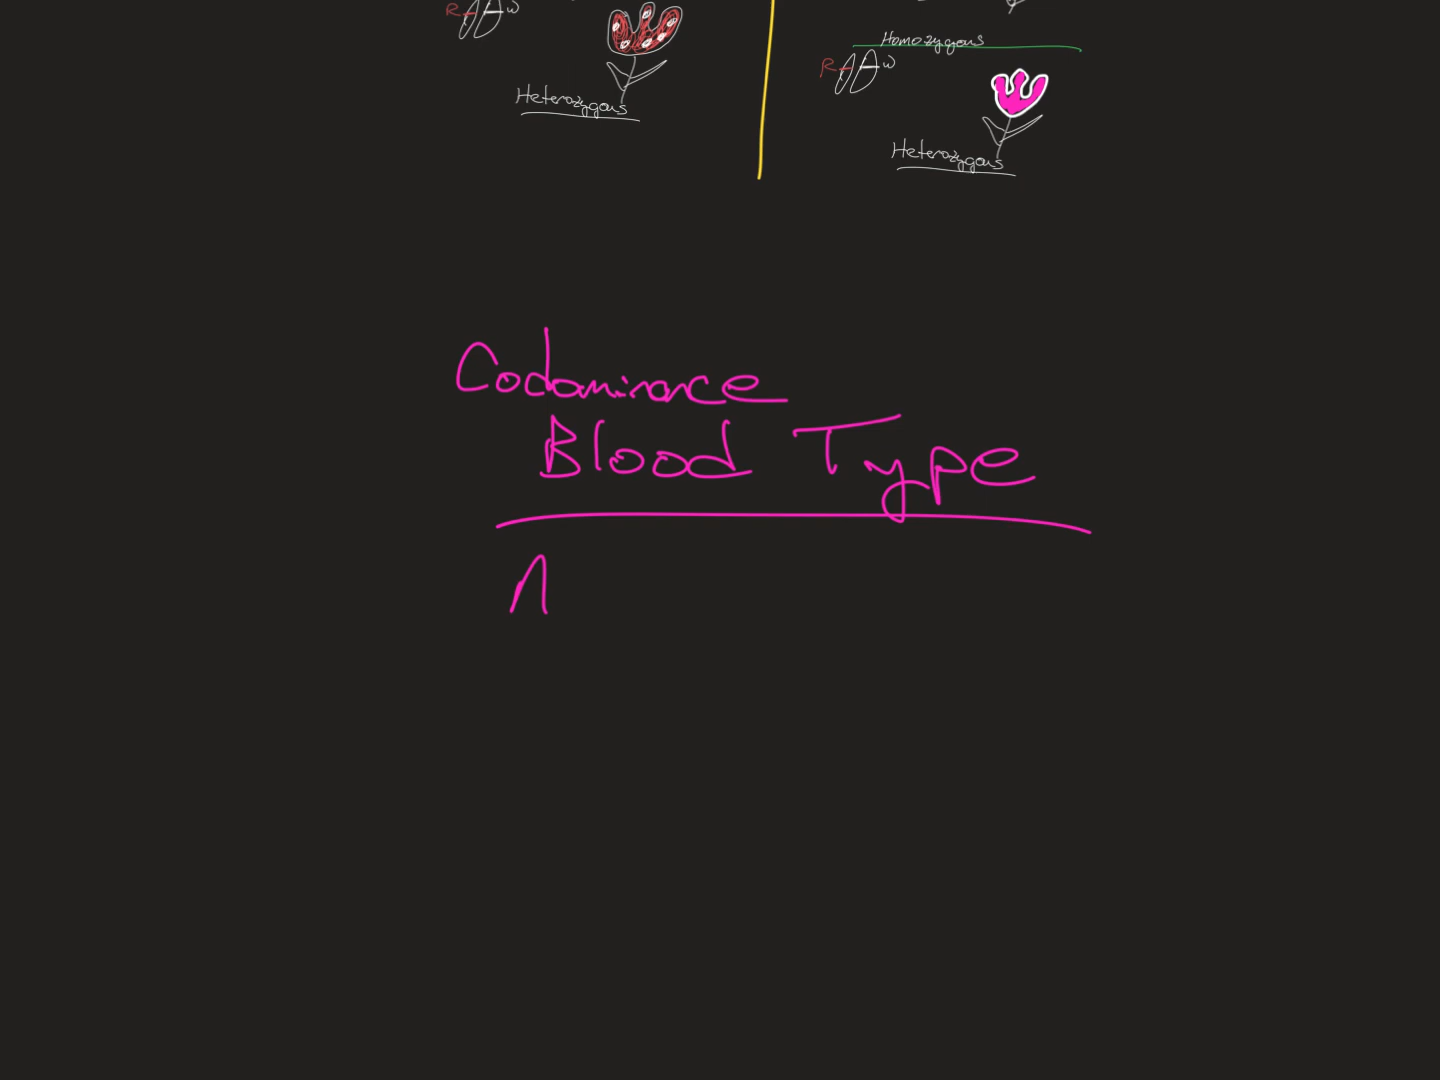 R W
Heterozygous
Homozygous
R W
Heterozygous
Codominance
Blood Type